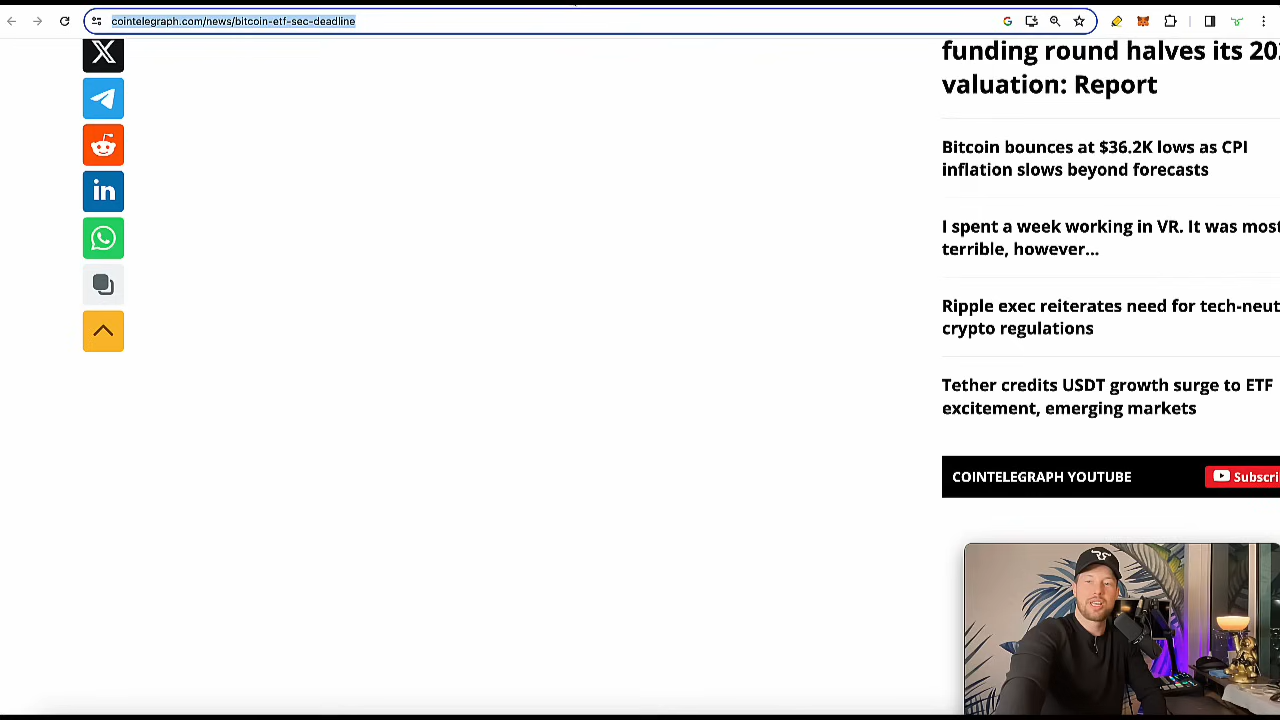 cointelegraph.com/news/bitcoin-etf-sec-deadline
funding round halves its 202
valuation: Report
Bitcoin bounces at $36.2K lows as CPI
inflation slows beyond forecasts
I spent a week working in VR. It was most
terrible, however...
Ripple exec reiterates need for tech-neut
crypto regulations
Tether credits USDT growth surge to ETF
excitement, emerging markets
COINTELEGRAPH YOUTUBE
Subscri